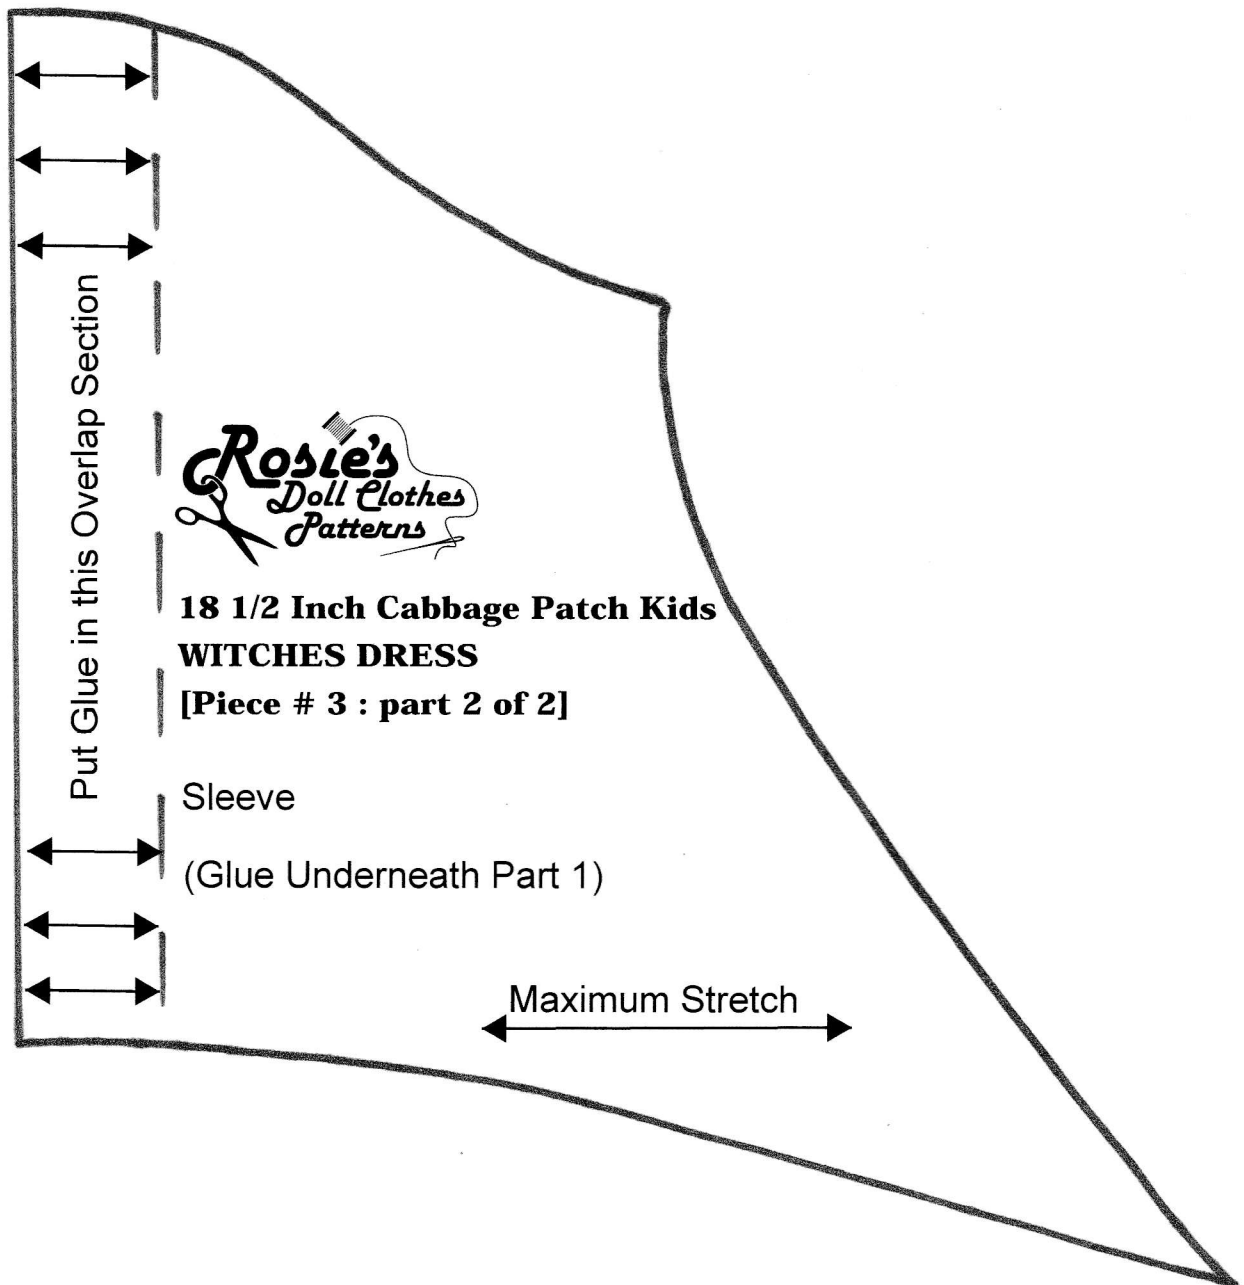 Put Glue in this Overlap Section
Rosie's
Doll Clothes
Patterns
18 1/2 Inch Cabbage Patch Kids
WITCHES DRESS
[Piece # 3 : part 2 of 2]
Sleeve
(Glue Underneath Part 1)
Maximum Stretch